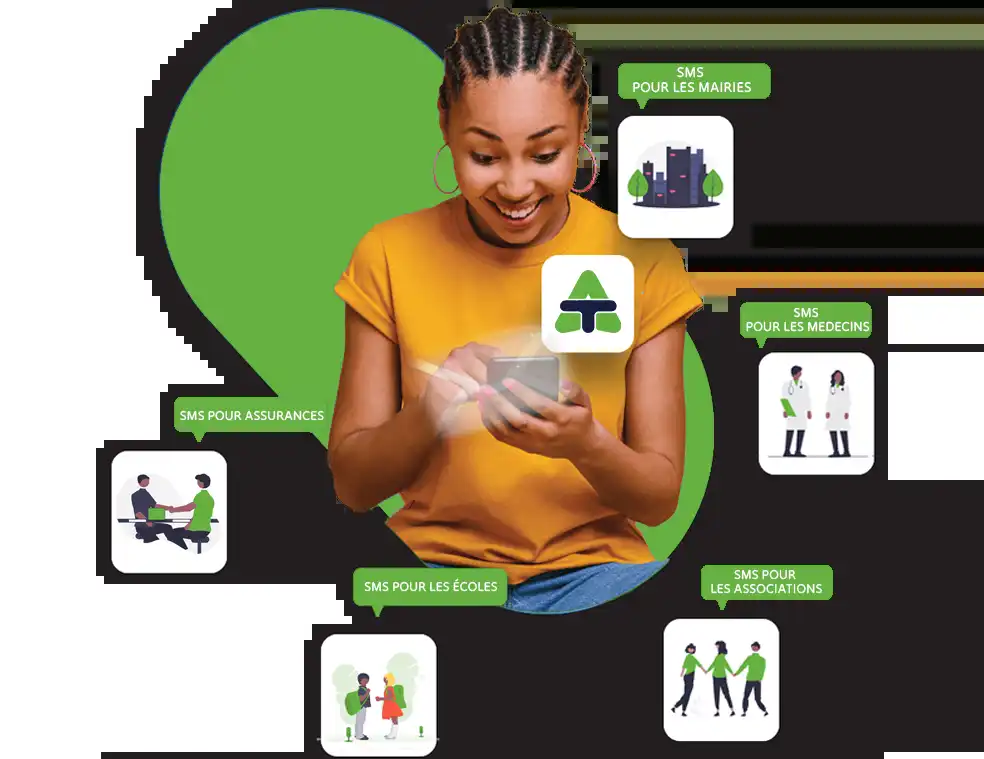 SMS
POUR LES MAIRIES
SMS
POUR LES MEDECINS
SMS POUR ASSURANCES
SMS POUR LES ÉCOLES
SMS POUR
LES ASSOCIATIONS